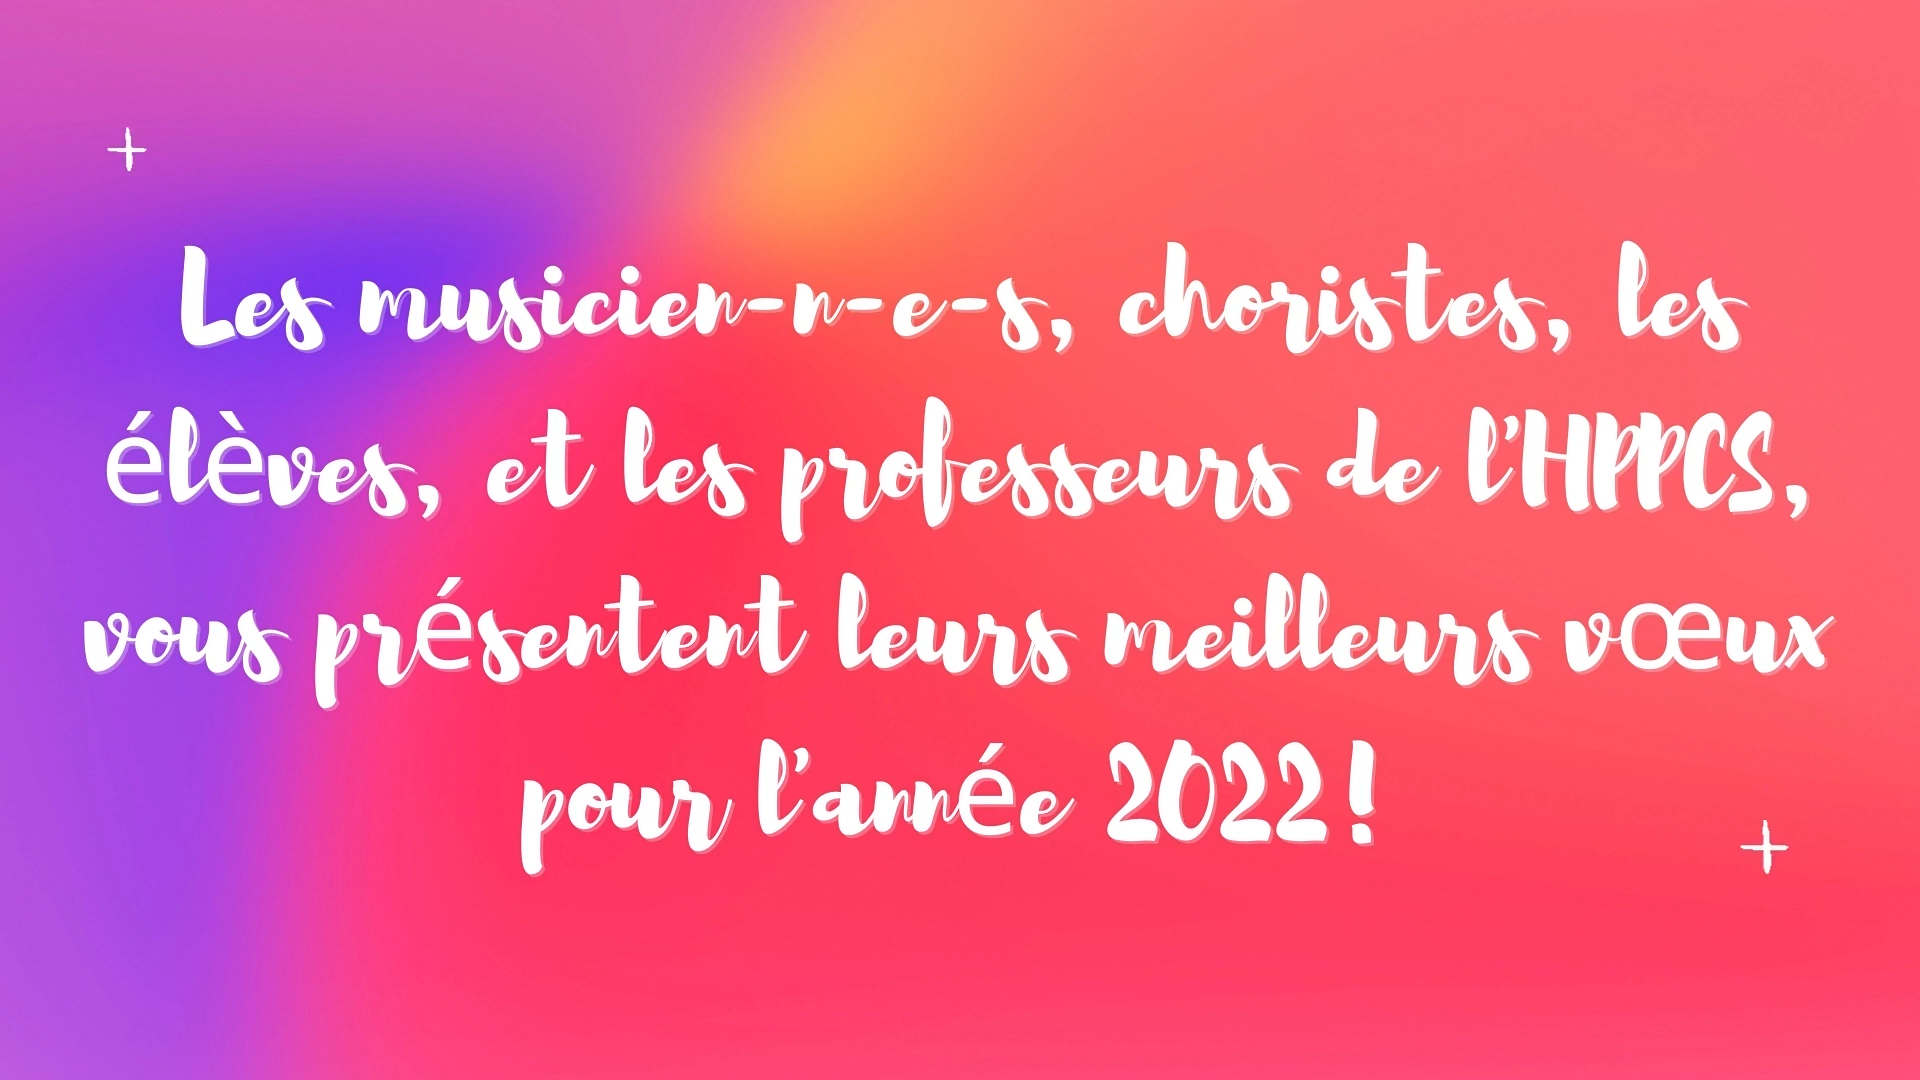 Les musicien-n-e-s, choristes, les
élèves, et les professeurs de l'HPPCS,
vous présentent leurs meilleurs vœux
pour l'année 2022!